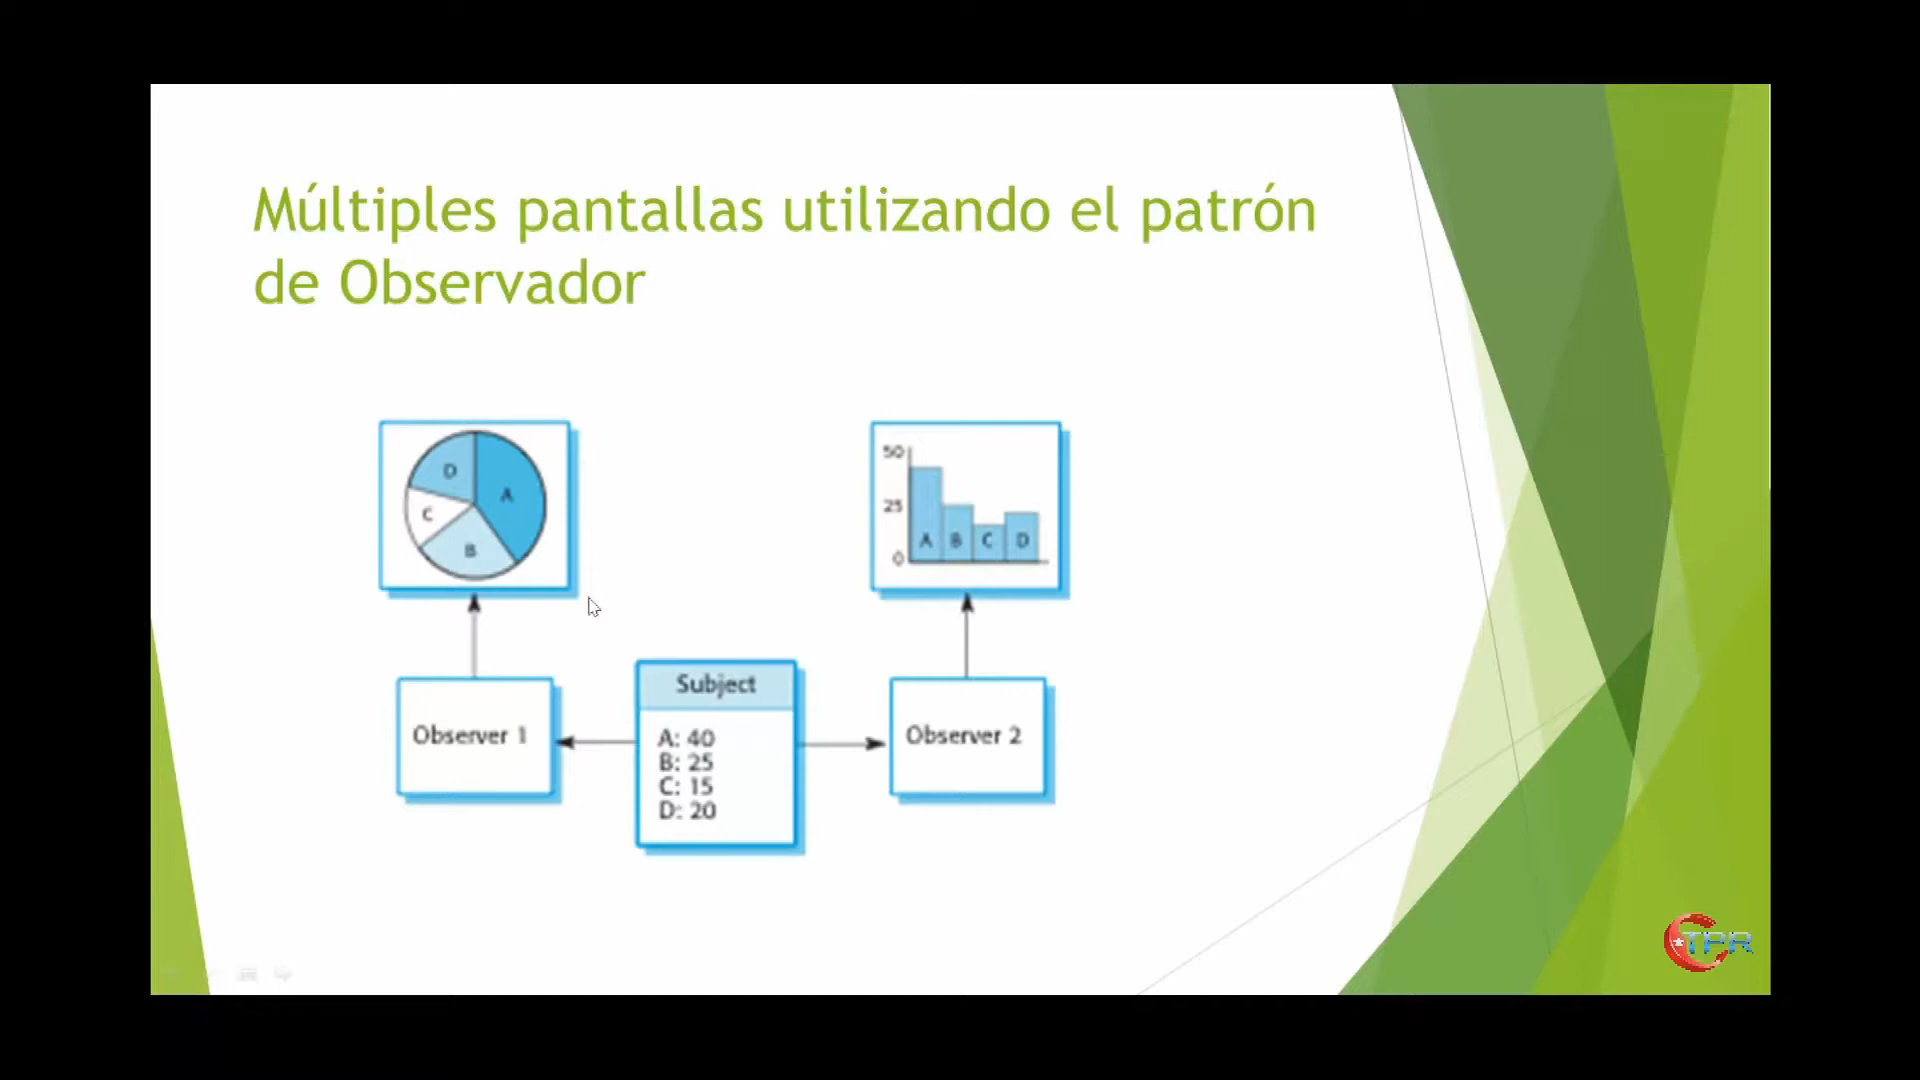 Múltiples pantallas utilizando el patrón
de Observador
D
A
C
B
50
25
0
A B C D
Observer 1
Subject
A: 40
B: 25
C: 15
D: 20
Observer 2
CTPR